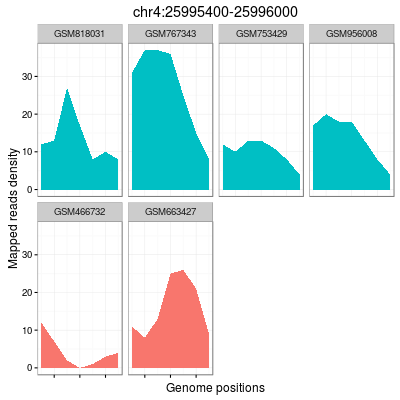 chr4:25995400-25996000
GSM818031 GSM767343 GSM753429 GSM956008
30
20
10
0
Mapped reads density
GSM466732 GSM663427
30
20
10
0
Genome positions